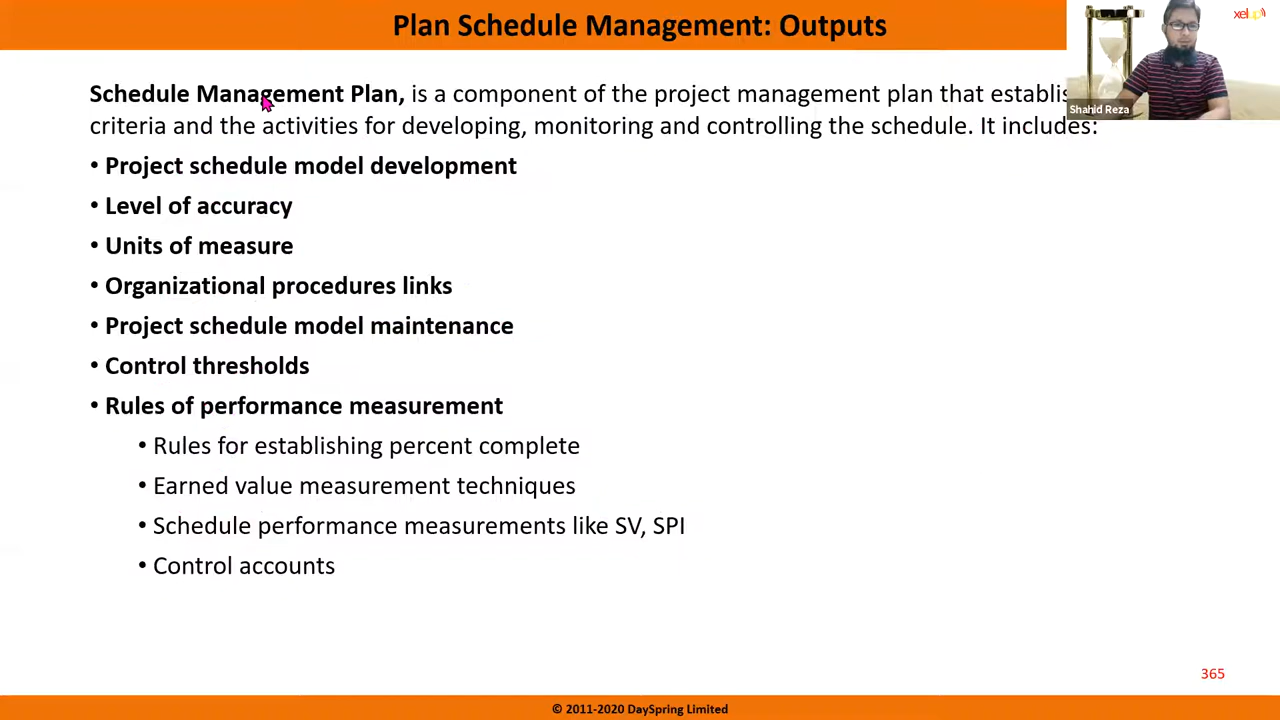 Plan Schedule Management: Outputs
xelup
Shahid Reza
Schedule Management Plan, is a component of the project management plan that establis
criteria and the activities for developing, monitoring and controlling the schedule. It includes:
• Project schedule model development
• Level of accuracy
• Units of measure
• Organizational procedures links
• Project schedule model maintenance
• Control thresholds
• Rules of performance measurement
• Rules for establishing percent complete
• Earned value measurement techniques
• Schedule performance measurements like SV, SPI
• Control accounts
365
© 2011-2020 DaySpring Limited